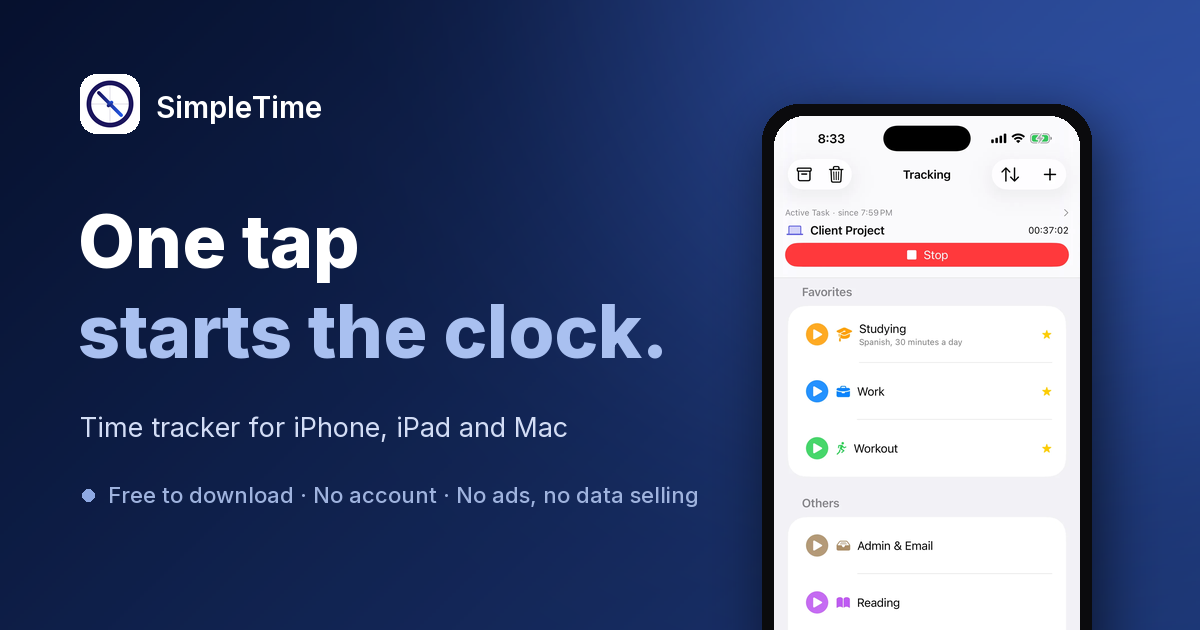 SimpleTime
One tap
starts the clock.
Time tracker for iPhone, iPad and Mac
Free to download · No account · No ads, no data selling
8:33
Tracking
Active Task · since 7:59 PM
Client Project
00:37:02
Stop
Favorites
Studying
Spanish, 30 minutes a day
Work
Workout
Others
Admin & Email
Reading